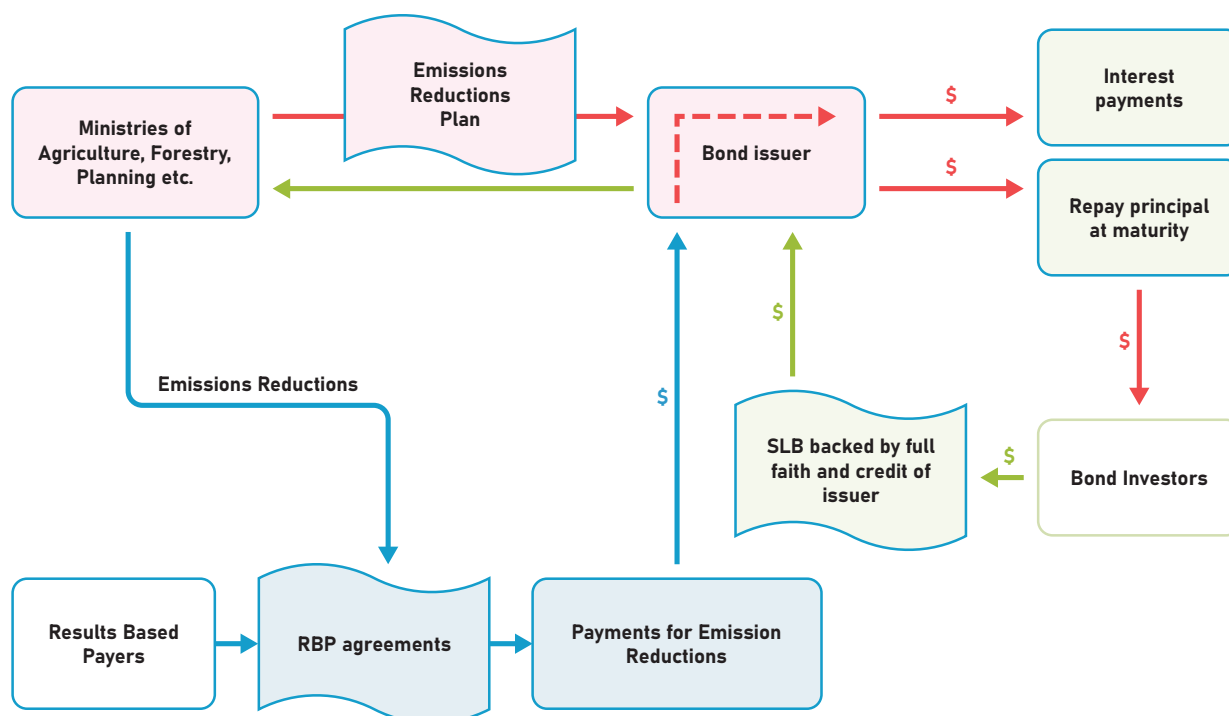 Emissions
Reductions
Plan
Ministries of
Agriculture, Forestry,
Planning etc.
Bond issuer
$
Interest
payments
$
Repay principal
at maturity
$
$
$
Emissions Reductions
$
SLB backed by full
faith and credit of
issuer
Bond Investors
Results Based
Payers
RBP agreements
Payments for Emission
Reductions